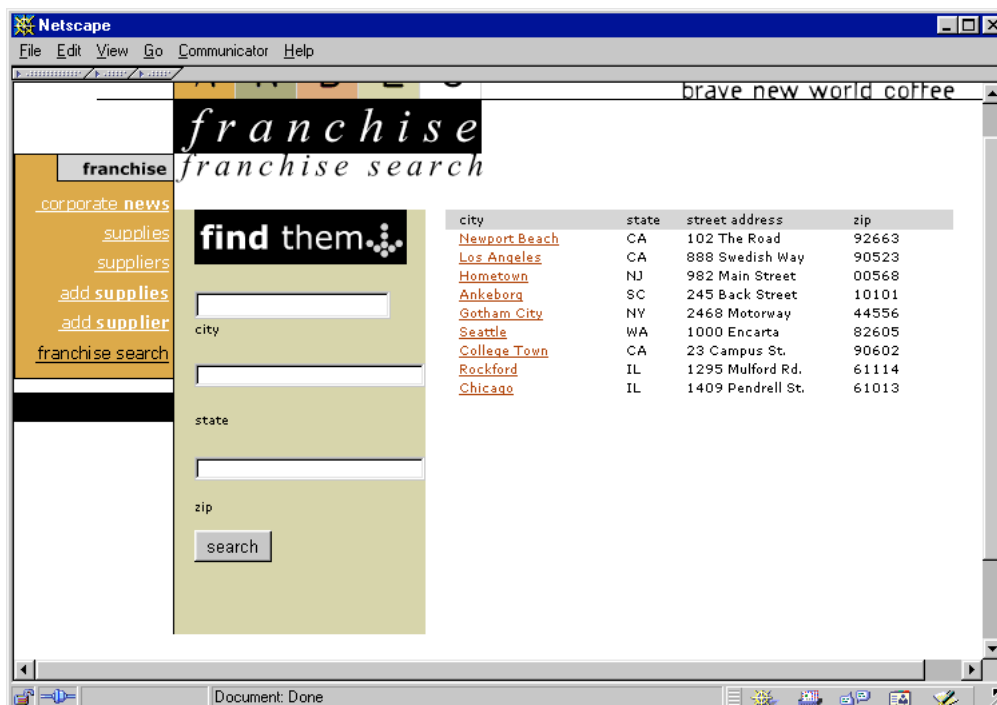 Netscape
File Edit View Go Communicator Help
brave new world coffee
franchise
franchise search
franchise
corporate news
supplies
suppliers
add supplies
add supplier
franchise search
find them
city
state
zip
search
city state street address zip
Newport Beach CA 102 The Road 92663
Los Angeles CA 888 Swedish Way 90523
Hometown NJ 982 Main Street 00568
Ankeborg SC 245 Back Street 10101
Gotham City NY 2468 Motorway 44556
Seattle WA 1000 Encarta 82605
College Town CA 23 Campus St. 90602
Rockford IL 1295 Mulford Rd. 61114
Chicago IL 1409 Pendrell St. 61013
Document: Done